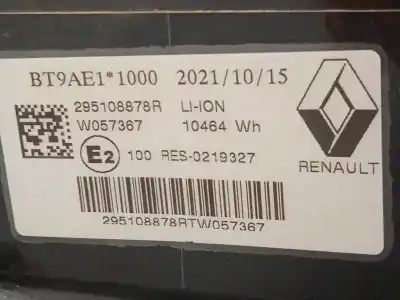 BT9AE1*1000 2021/10/15
295108878R LI-ION
W057367 10464 Wh
E2 100 RES-0219327
RENAULT
295108878RTW057367